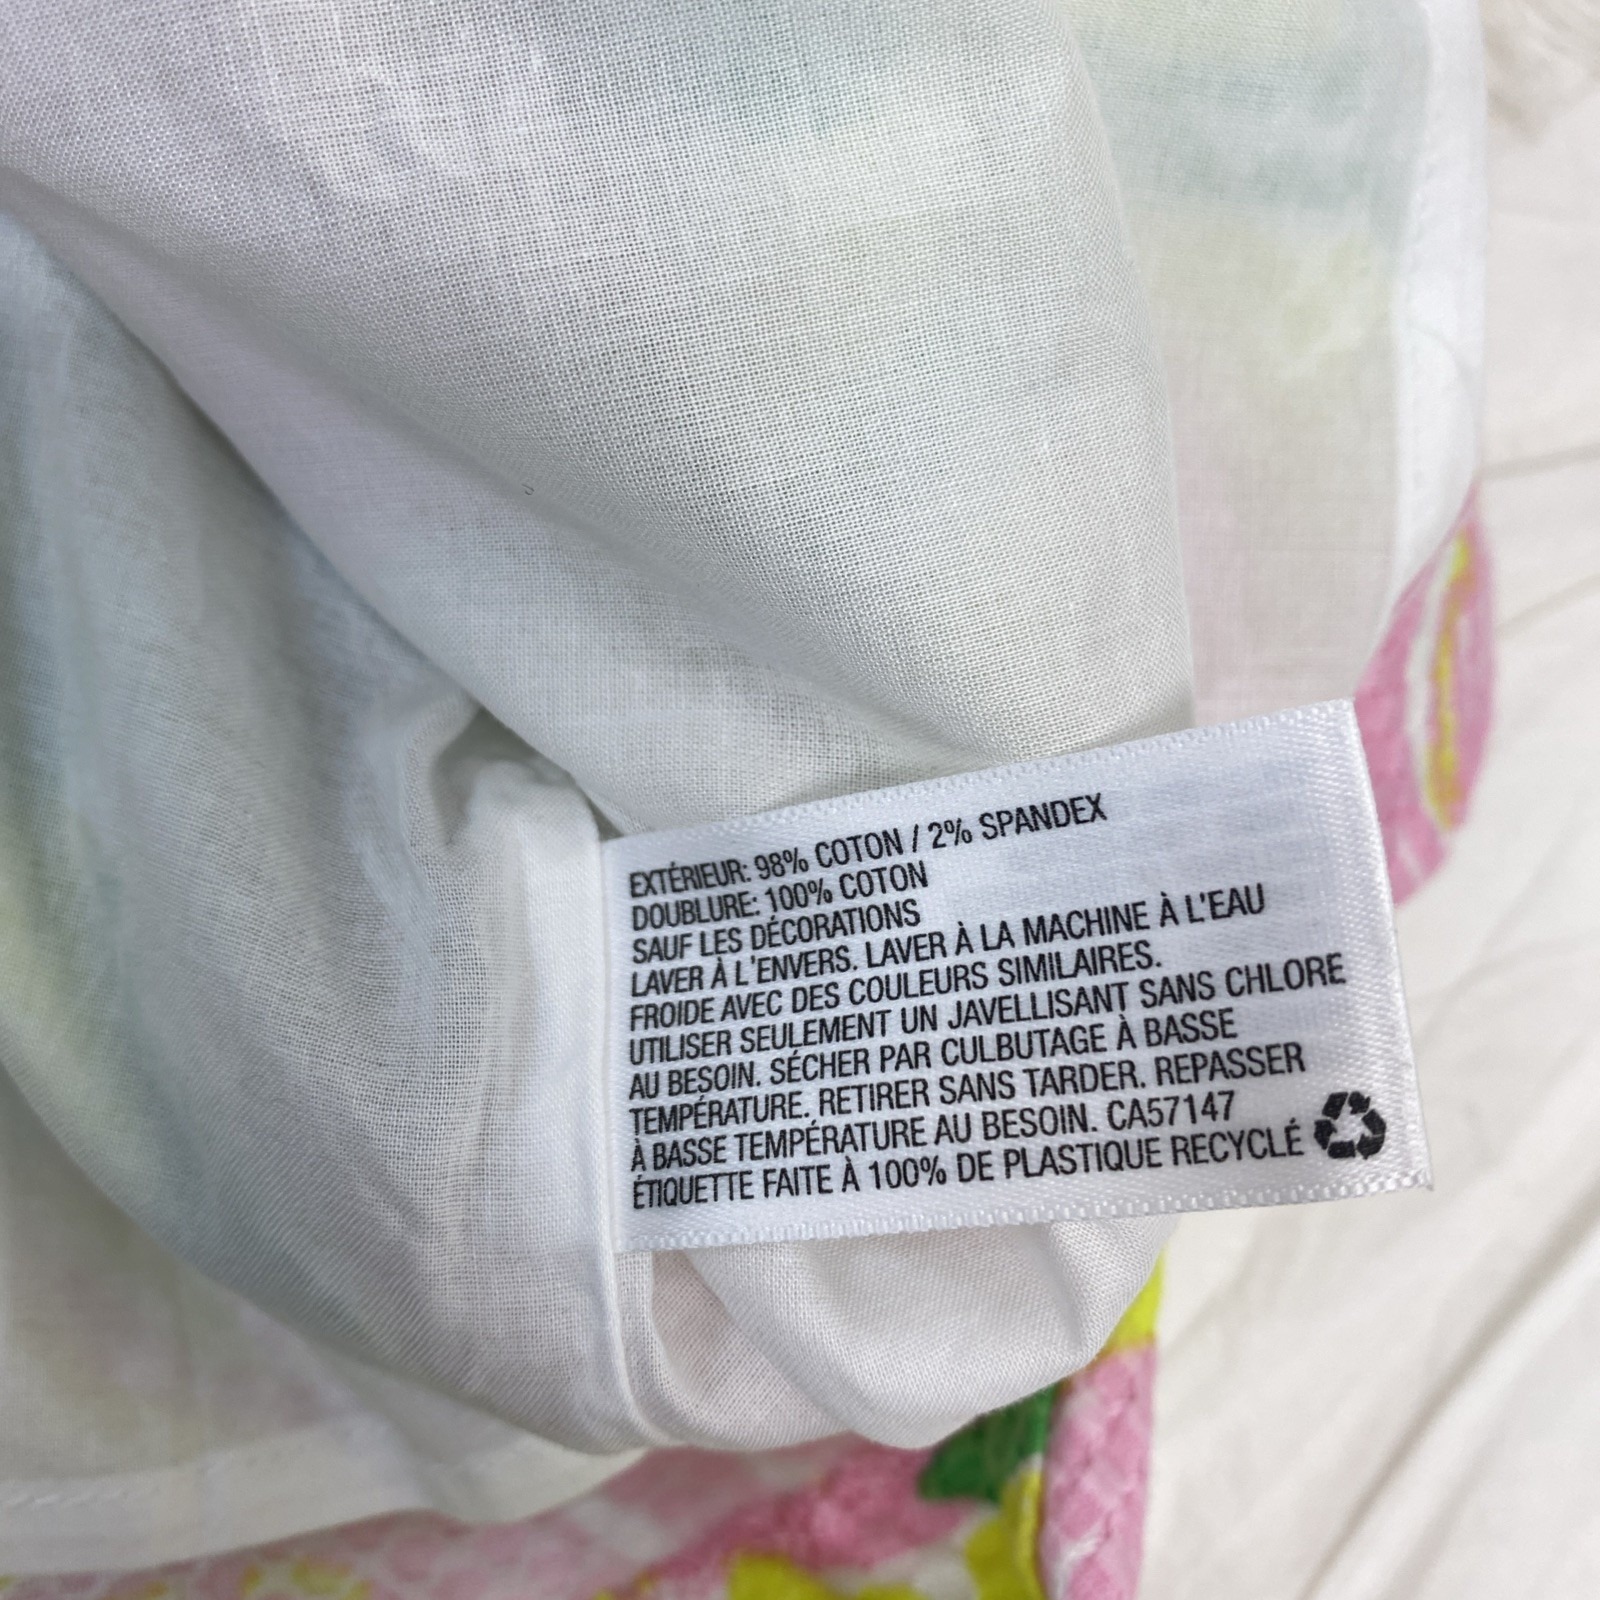 EXTÉRIEUR: 98% COTON / 2% SPANDEX
DOUBLURE: 100% COTON
SAUF LES DÉCORATIONS
LAVER À L'ENVERS. LAVER À LA MACHINE À L'EAU
FROIDE AVEC DES COULEURS SIMILAIRES.
UTILISER SEULEMENT UN JAVELLISANT SANS CHLORE
AU BESOIN. SÉCHER PAR CULBUTAGE À BASSE
TEMPÉRATURE. RETIRER SANS TARDER. REPASSER
À BASSE TEMPÉRATURE AU BESOIN. CA57147
ÉTIQUETTE FAITE À 100% DE PLASTIQUE RECYCLÉ